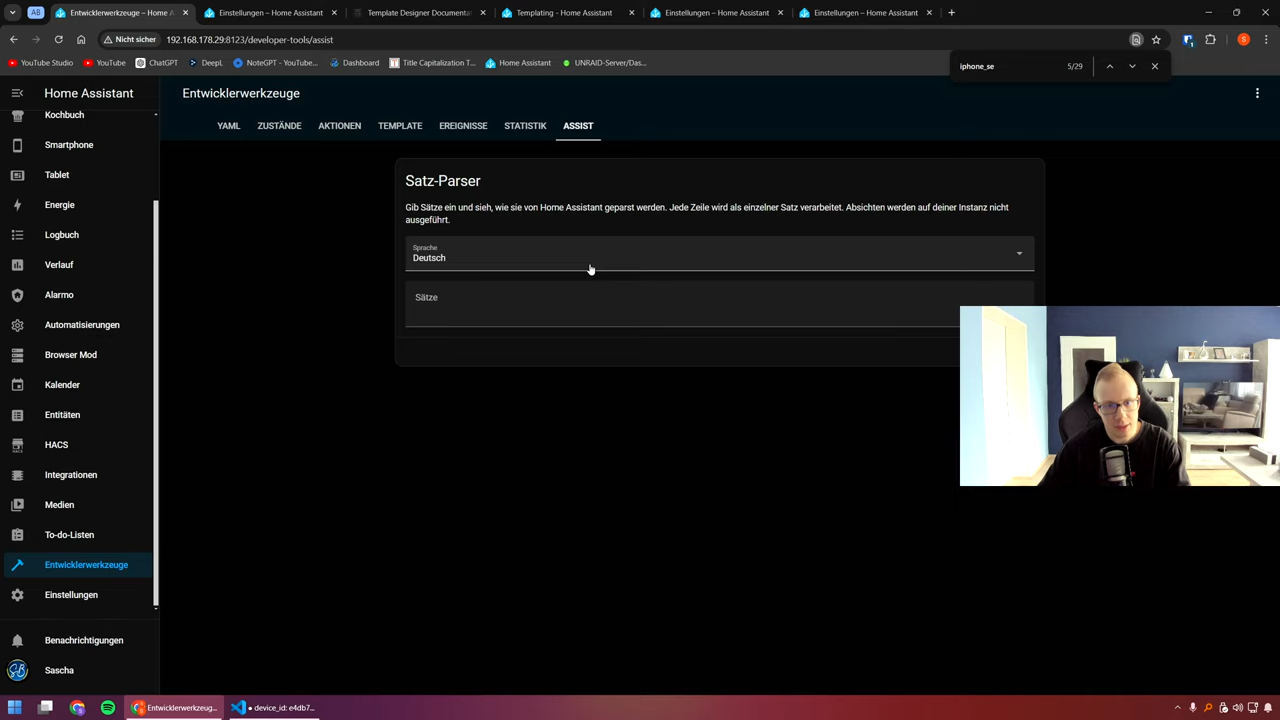 AB
Entwicklerwerkzeuge – Home A
Einstellungen – Home Assistant
Template Designer Documentat
Templating - Home Assistant
Einstellungen – Home Assistant
Einstellungen – Home Assistant
Nicht sicher
192.168.178.29:8123/developer-tools/assist
S
YouTube Studio
YouTube
ChatGPT
DeepL
NoteGPT - YouTube...
Dashboard
Title Capitalization T...
Home Assistant
UNRAID-Server/Das...
iphone_se
5/29
Home Assistant
Entwicklerwerkzeuge
YAML
ZUSTÄNDE
AKTIONEN
TEMPLATE
EREIGNISSE
STATISTIK
ASSIST
Kochbuch
Smartphone
Tablet
Energie
Logbuch
Verlauf
Alarmo
Automatisierungen
Browser Mod
Kalender
Entitäten
HACS
HACS
Integrationen
Medien
To-do-Listen
Entwicklerwerkzeuge
Einstellungen
Benachrichtigungen
SB
Sascha
Satz-Parser
Gib Sätze ein und sieh, wie sie von Home Assistant geparst werden. Jede Zeile wird als einzelner Satz verarbeitet. Absichten werden auf deiner Instanz nicht
ausgeführt.
Sprache
Deutsch
Sätze
Entwicklerwerkzeug...
● device_id: e4db7...